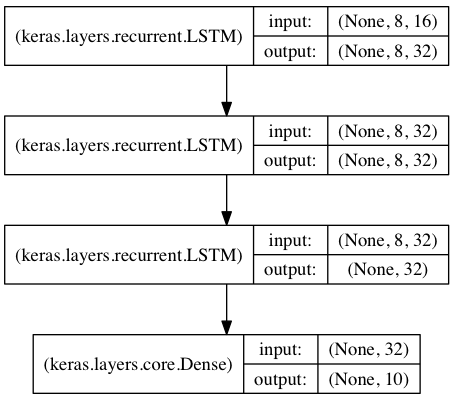 (keras.layers.recurrent.LSTM)
input: (None, 8, 16)
output: (None, 8, 32)
(keras.layers.recurrent.LSTM)
input: (None, 8, 32)
output: (None, 8, 32)
(keras.layers.recurrent.LSTM)
input: (None, 8, 32)
output: (None, 32)
(keras.layers.core.Dense)
input: (None, 32)
output: (None, 10)